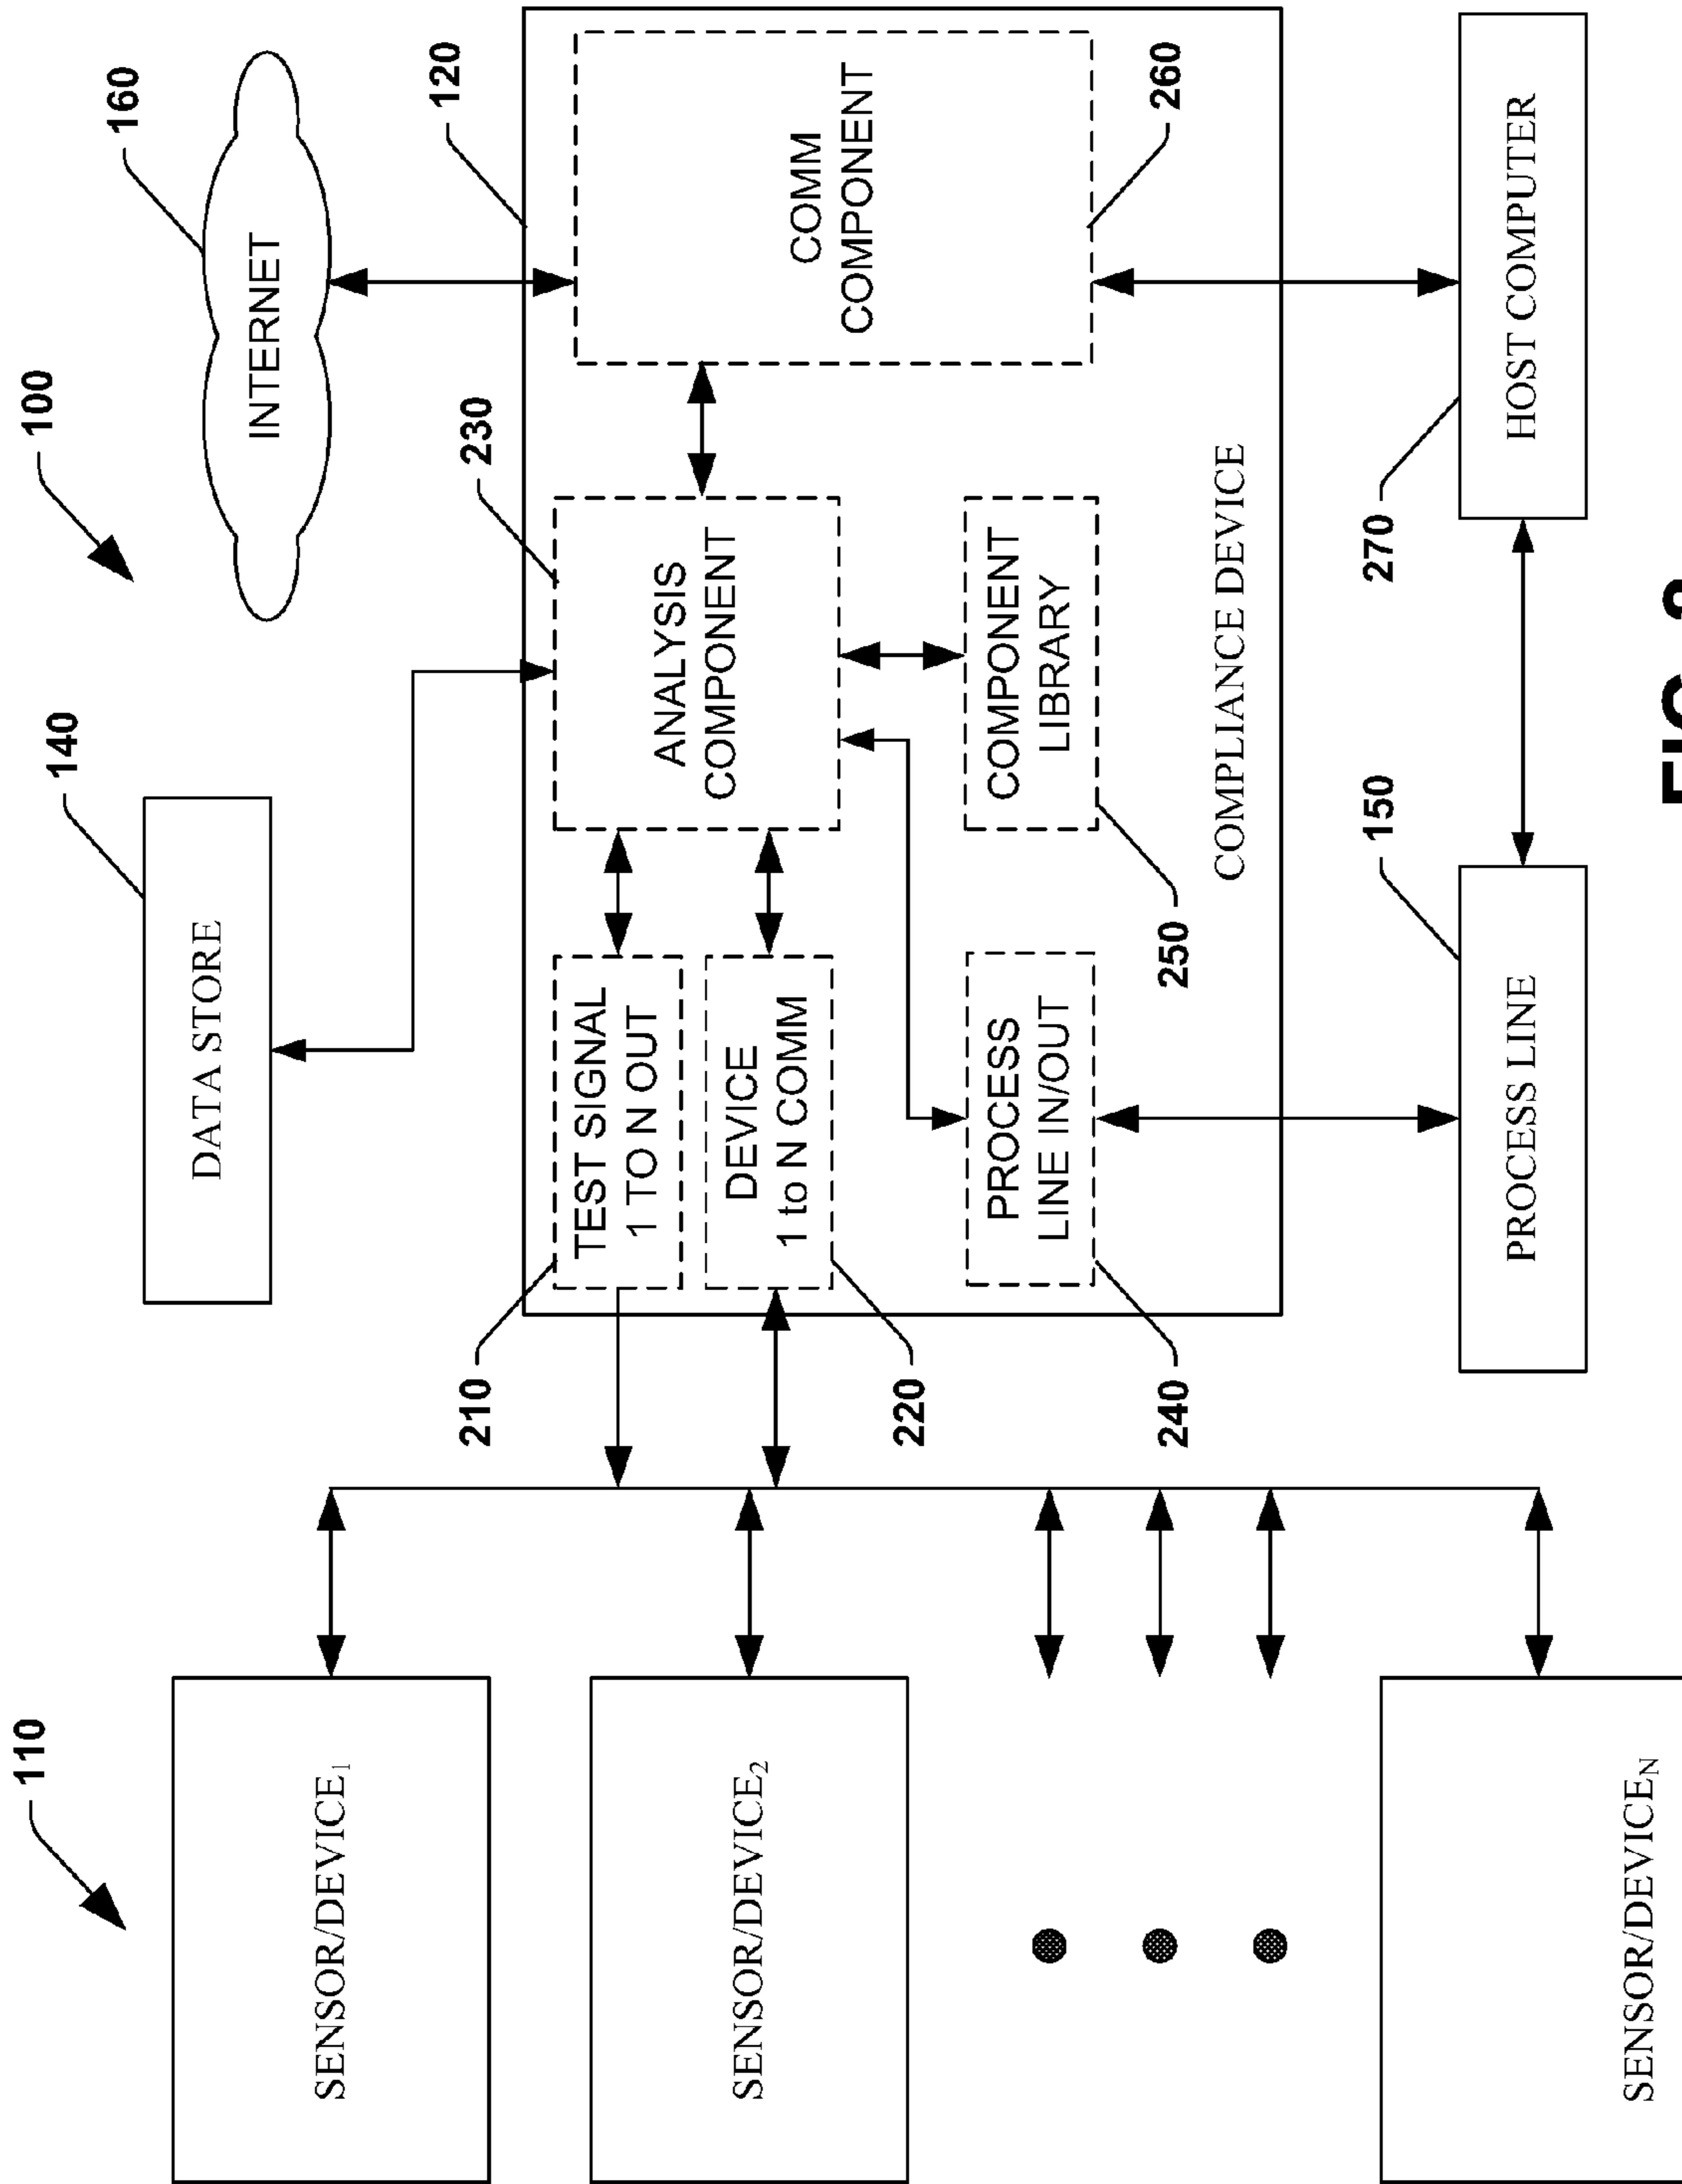 110
SENSOR/DEVICE1
SENSOR/DEVICE2
SENSOR/DEVICEN
100
140
DATA STORE
160
INTERNET
120
230
210
TEST SIGNAL
1 TO N OUT
220
DEVICE
1 to N COMM
ANALYSIS
COMPONENT
COMM
COMPONENT
260
240
PROCESS
LINE IN/OUT
250
COMPONENT
LIBRARY
COMPLIANCE DEVICE
150
PROCESS LINE
270
HOST COMPUTER
FIG.